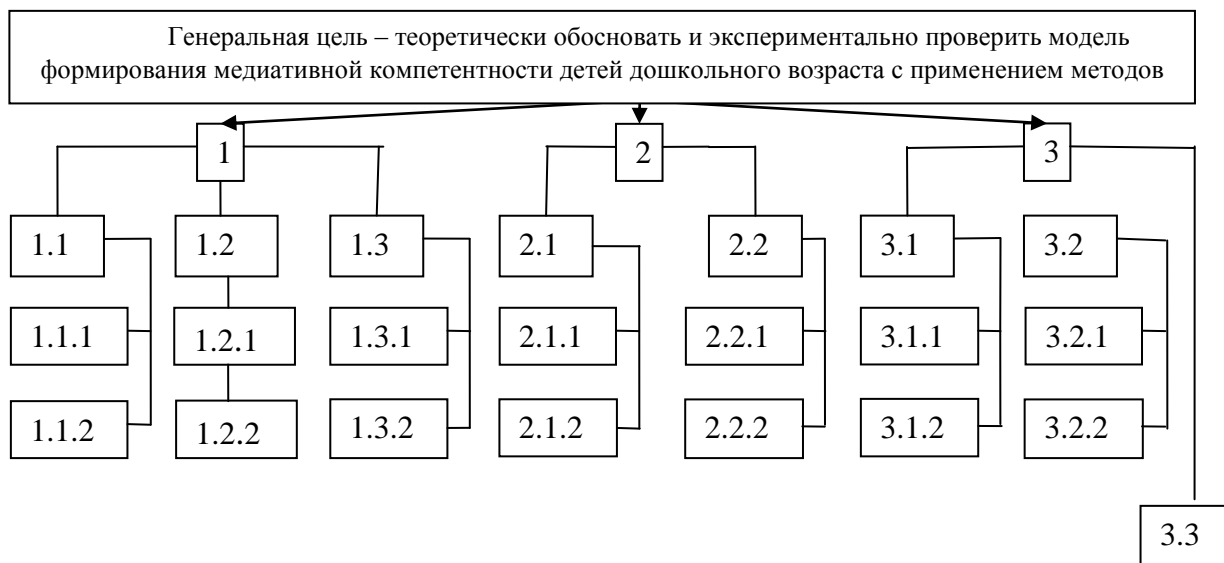 Генеральная цель – теоретически обосновать и экспериментально проверить модель
формирования медиативной компетентности детей дошкольного возраста с применением методов
1 2 3
1.1 1.2 1.3 2.1 2.2 3.1 3.2
1.1.1 1.2.1 1.3.1 2.1.1 2.2.1 3.1.1 3.2.1
1.1.2 1.2.2 1.3.2 2.1.2 2.2.2 3.1.2 3.2.2
3.3